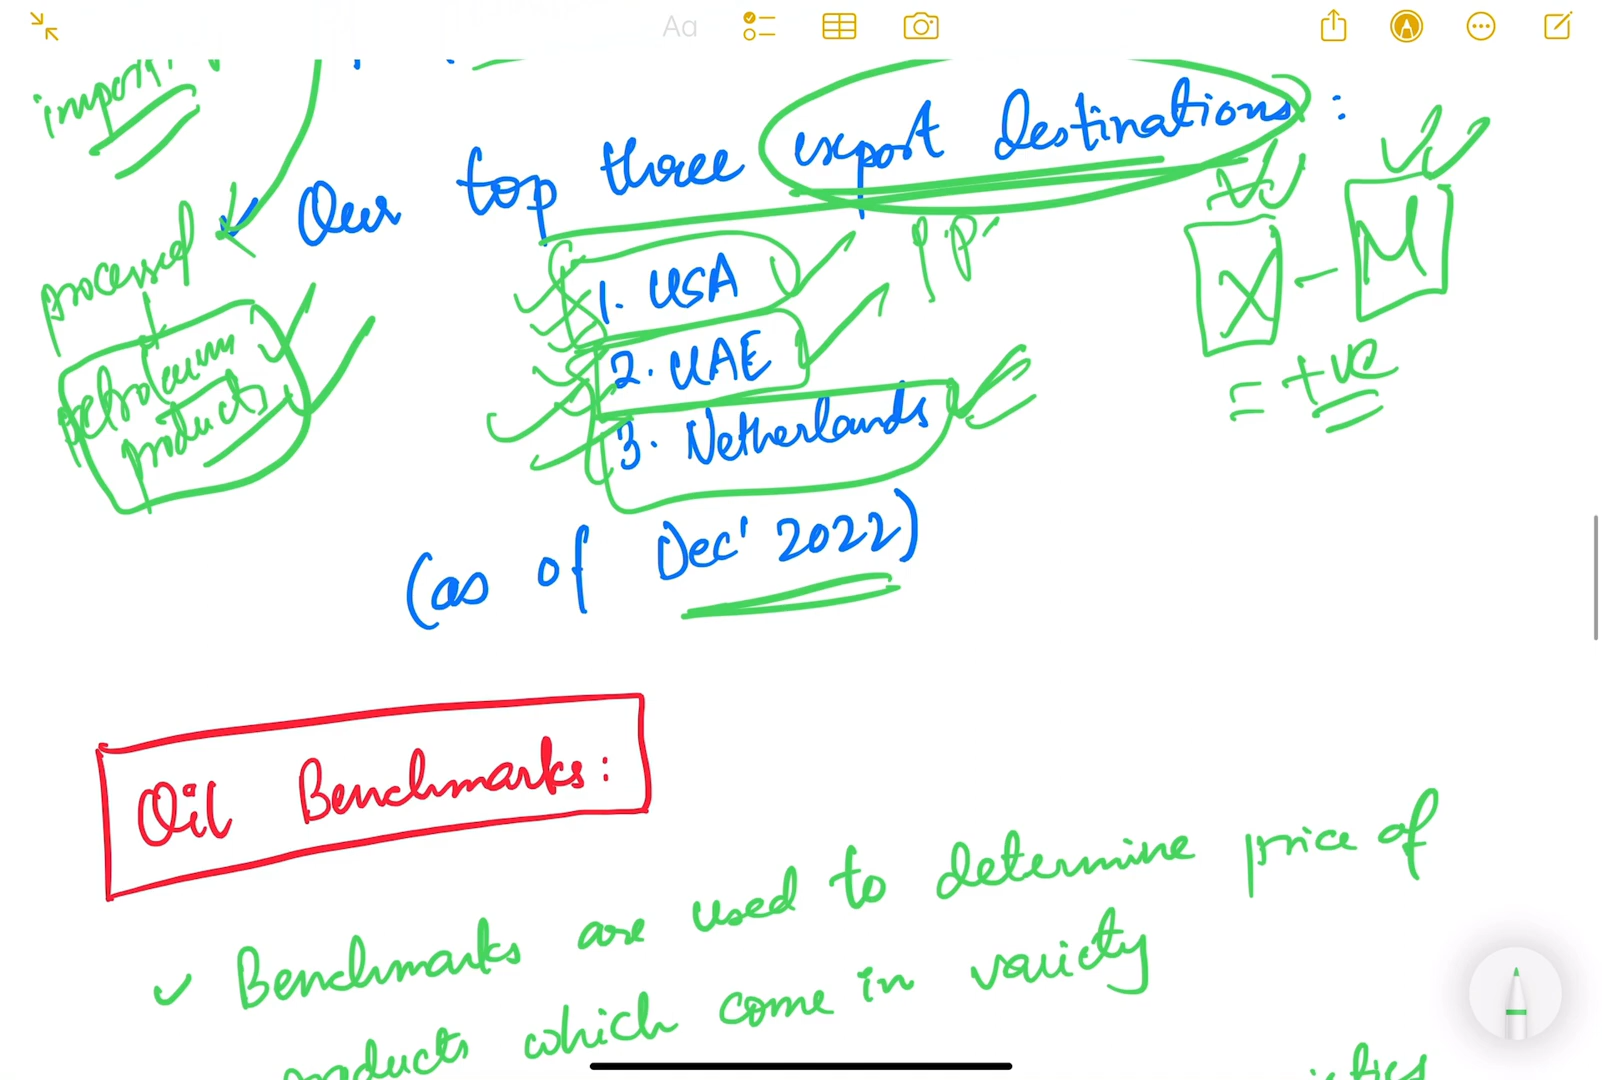 Aa
import
Our top three export destinations:
processed
petroleum
products
P.P.
1. USA
2. UAE
3. Netherlands
X - M
= +ve
(as of Dec' 2022)
Oil Benchmarks:
Benchmarks are used to determine price of
products which come in variety